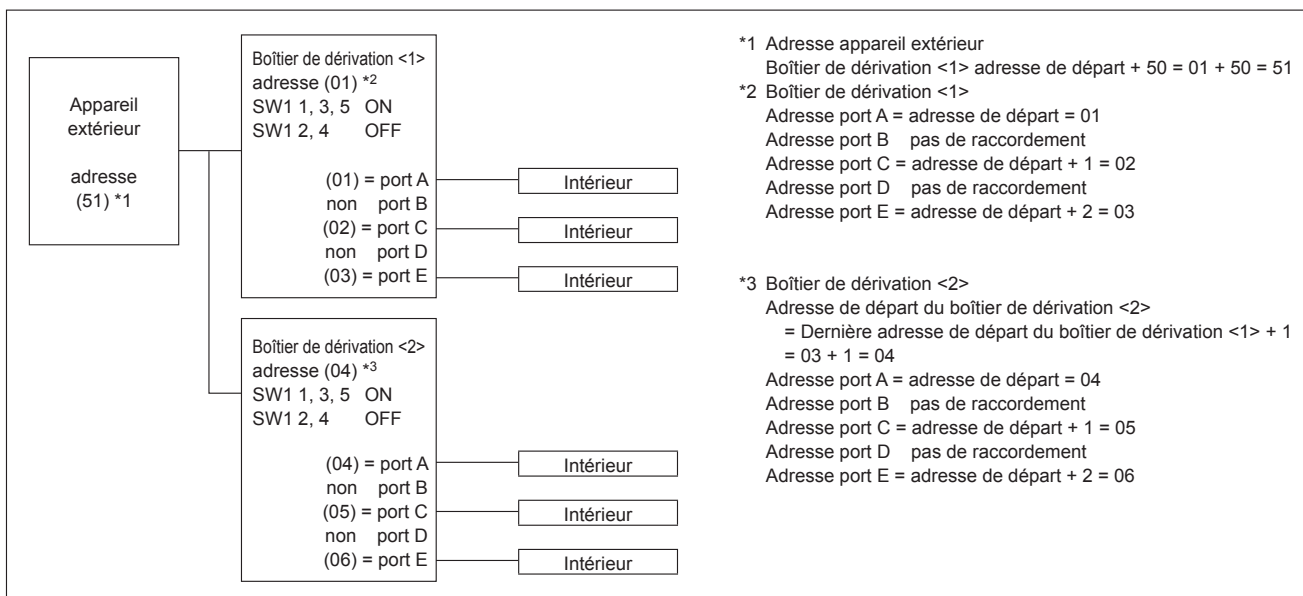 Appareil
extérieur
adresse
(51) *1
Boîtier de dérivation <1>
adresse (01) *2
SW1 1, 3, 5 ON
SW1 2, 4 OFF
(01) = port A
non port B
(02) = port C
non port D
(03) = port E
Intérieur
Intérieur
Intérieur
Boîtier de dérivation <2>
adresse (04) *3
SW1 1, 3, 5 ON
SW1 2, 4 OFF
(04) = port A
non port B
(05) = port C
non port D
(06) = port E
Intérieur
Intérieur
Intérieur
*1 Adresse appareil extérieur
Boîtier de dérivation <1> adresse de départ + 50 = 01 + 50 = 51
*2 Boîtier de dérivation <1>
Adresse port A = adresse de départ = 01
Adresse port B pas de raccordement
Adresse port C = adresse de départ + 1 = 02
Adresse port D pas de raccordement
Adresse port E = adresse de départ + 2 = 03
*3 Boîtier de dérivation <2>
Adresse de départ du boîtier de dérivation <2>
= Dernière adresse de départ du boîtier de dérivation <1> + 1
= 03 + 1 = 04
Adresse port A = adresse de départ = 04
Adresse port B pas de raccordement
Adresse port C = adresse de départ + 1 = 05
Adresse port D pas de raccordement
Adresse port E = adresse de départ + 2 = 06